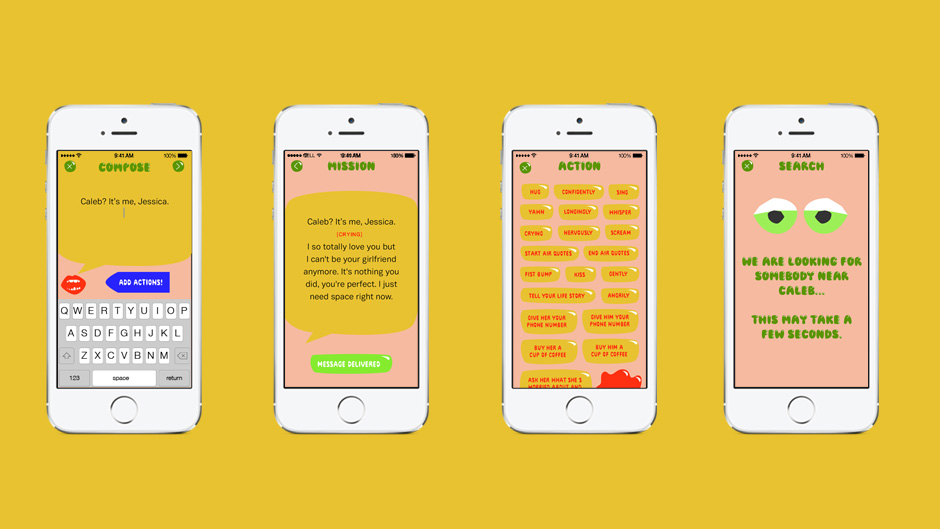 9:41 AM 100%
COMPOSE
Caleb? It's me, Jessica.
ADD ACTIONS!
Q W E R T Y U I O P
A S D F G H J K L
Z X C V B N M
123 space return
100%
MISSION
Caleb? It's me, Jessica.
[CRYING]
I so totally love you but
I can't be your girlfriend
anymore. It's nothing you
did, you're perfect. I just
need space right now.
MESSAGE DELIVERED
9:41 AM 100%
ACTION
HUG CONFIDENTLY SING
YAWN LONGINGLY WHISPER
CRYING NERVOUSLY SCREAM
START AIR QUOTES END AIR QUOTES
FIST BUMP KISS GENTLY
TELL YOUR LIFE STORY ANGRILY
GIVE HER YOUR
PHONE NUMBER
GIVE HIM YOUR
PHONE NUMBER
BUY HER A
CUP OF COFFEE
BUY HIM A
CUP OF COFFEE
ASK HER WHAT SHE'S
WORRIED ABOUT AND
9:41 AM 100%
SEARCH
WE ARE LOOKING FOR
SOMEBODY NEAR
CALEB...
THIS MAY TAKE A
FEW SECONDS.